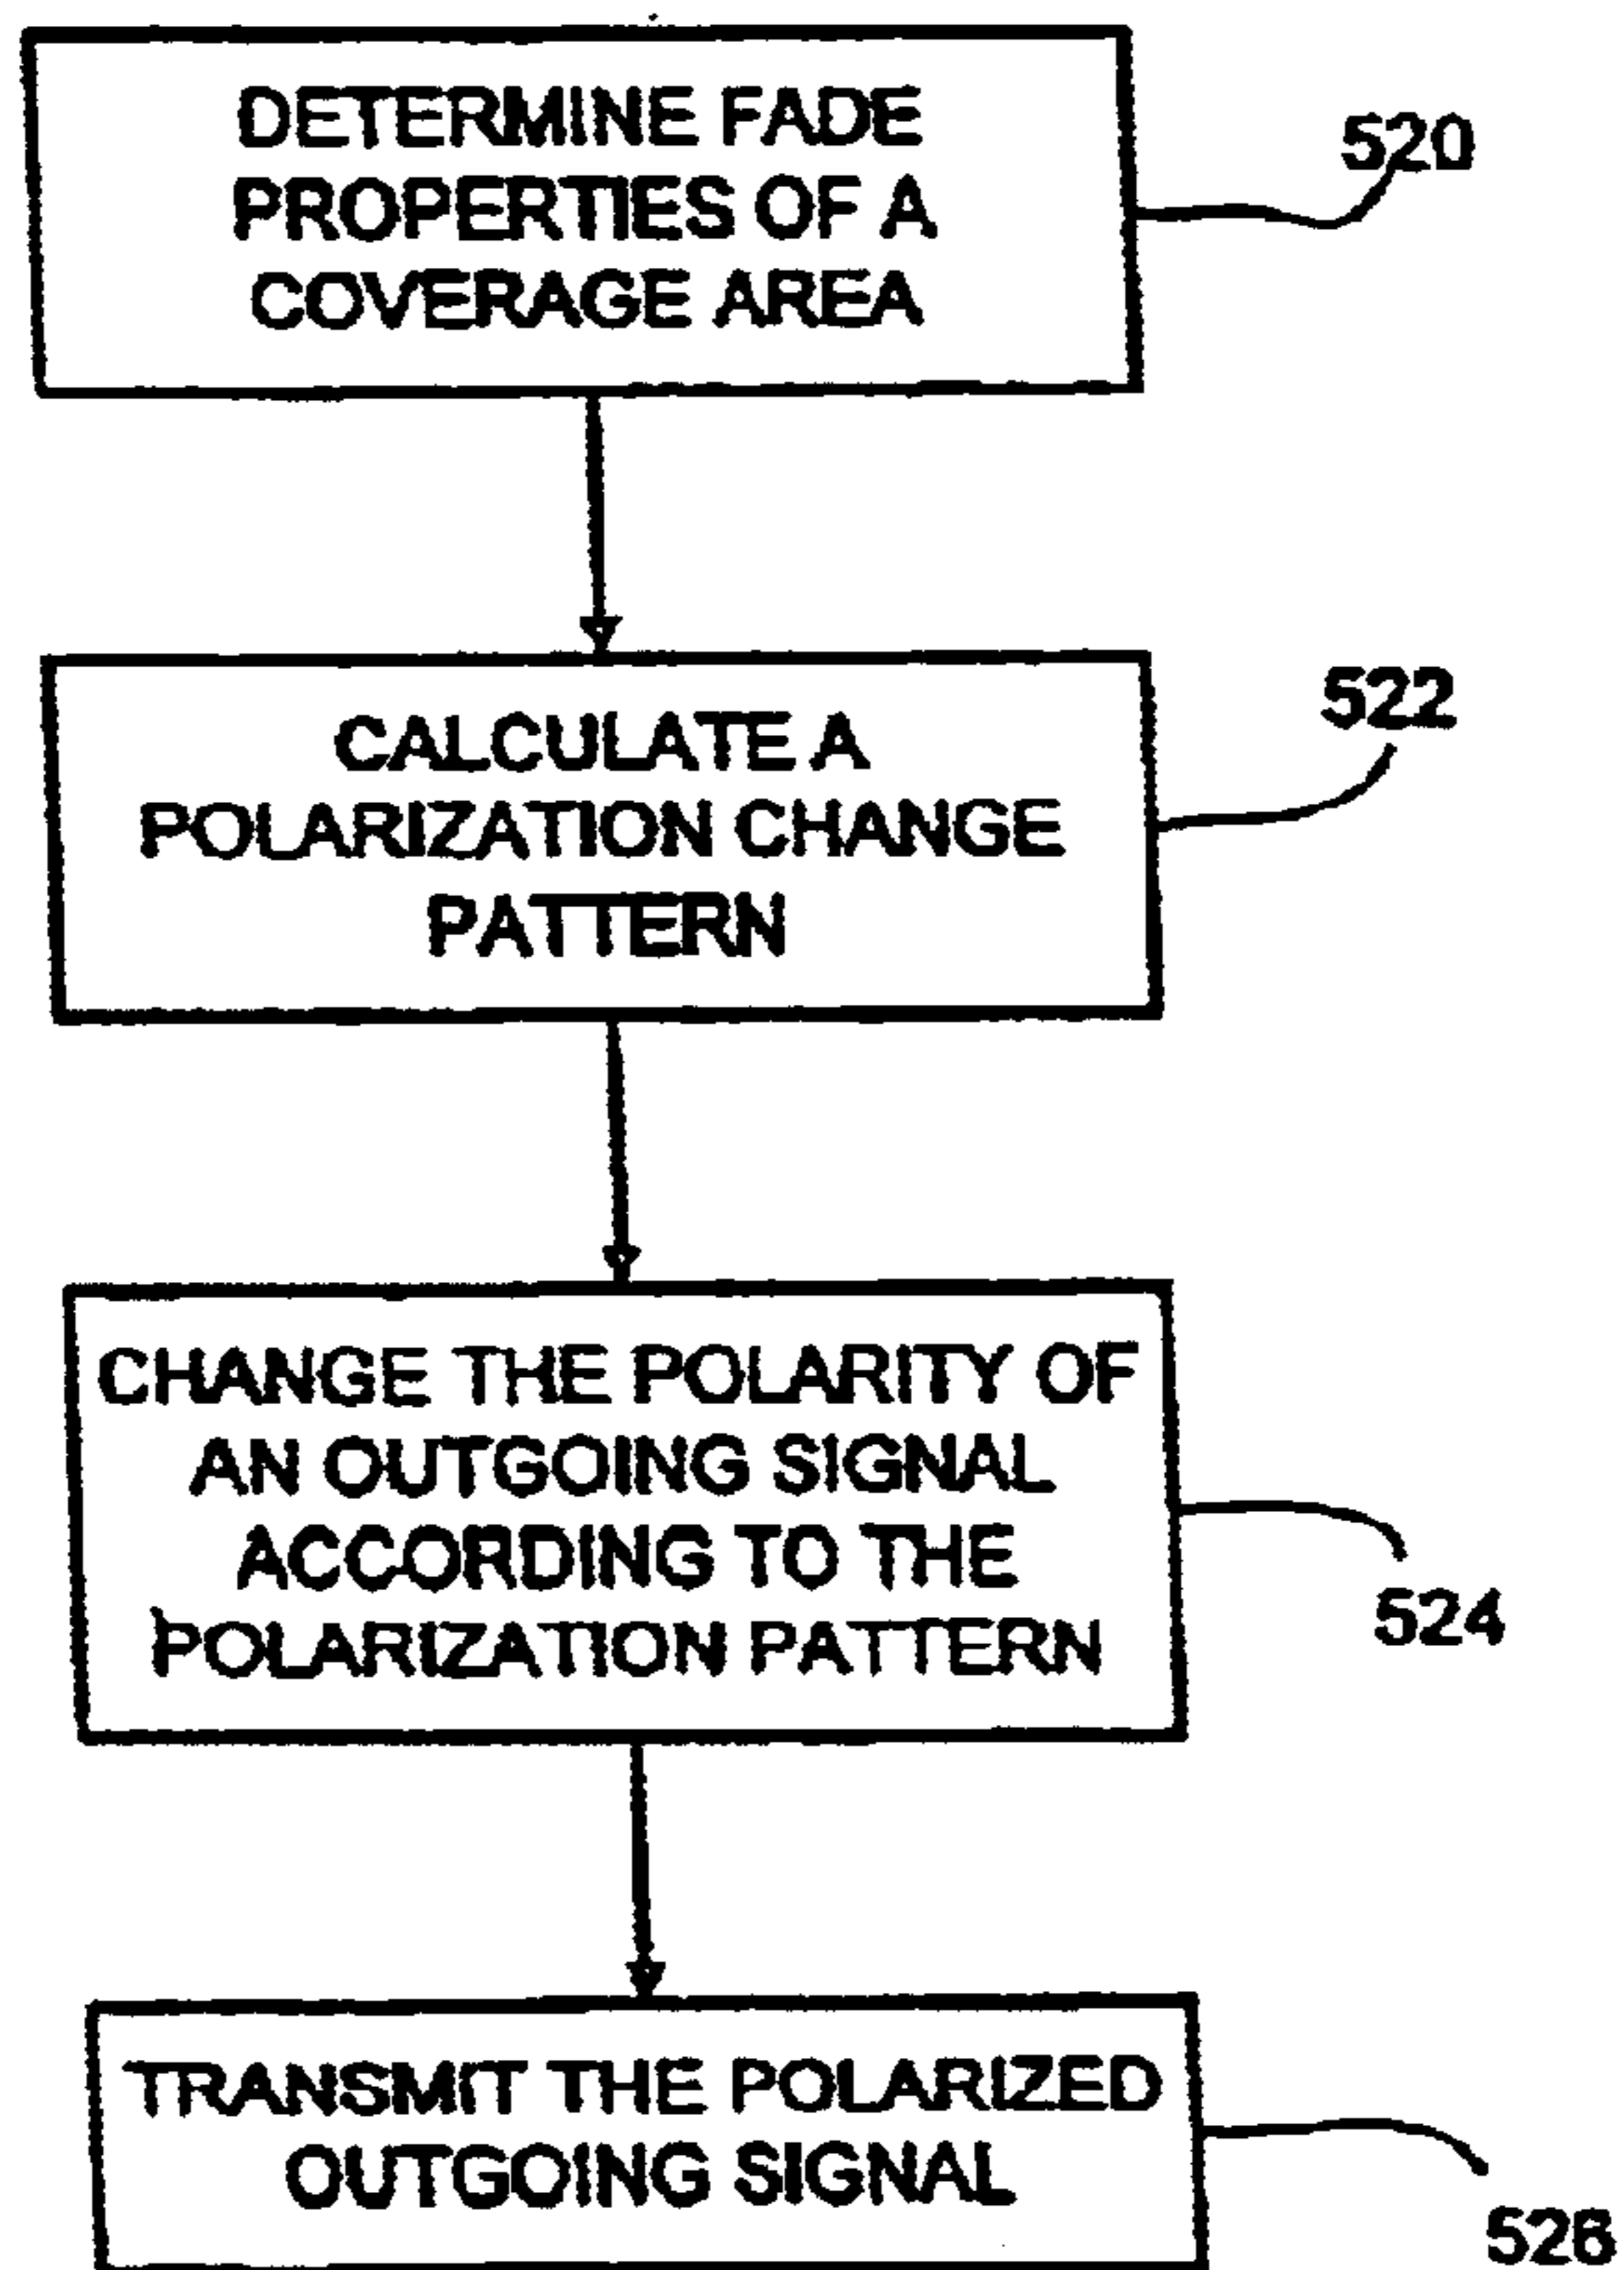 DETERMINE FADE
PROPERTIES OF A
COVERAGE AREA
520
CALCULATE A
POLARIZATION CHANGE
PATTERN
522
CHANGE THE POLARITY OF
AN OUTGOING SIGNAL
ACCORDING TO THE
POLARIZATION PATTERN
524
TRANSMIT THE POLARIZED
OUTGOING SIGNAL
526